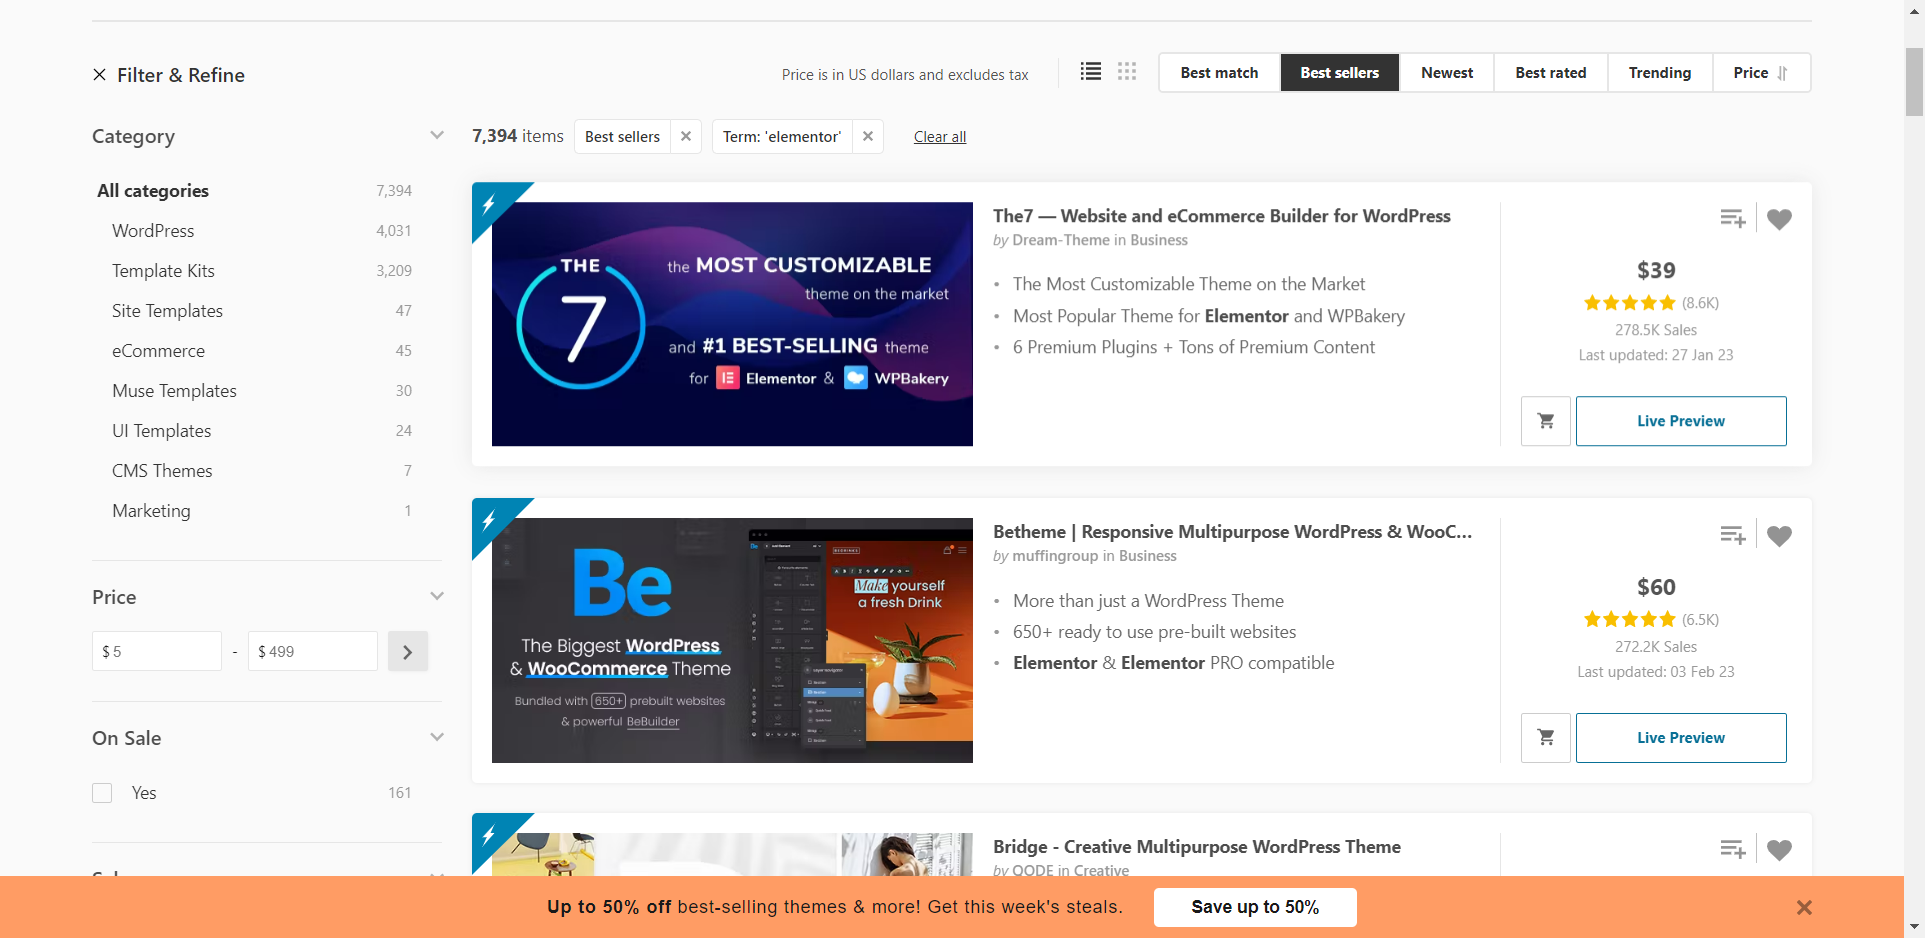 Filter & Refine
Price is in US dollars and excludes tax
Best match
Best sellers
Newest
Best rated
Trending
Price
Category
7,394 items
Best sellers
Term: 'elementor'
Clear all
All categories 7,394
WordPress 4,031
Template Kits 3,209
Site Templates 47
eCommerce 45
Muse Templates 30
UI Templates 24
CMS Themes 7
Marketing 1
Price
$ 5 - $ 499
On Sale
Yes 161
THE
7
the MOST CUSTOMIZABLE
theme on the market
and #1 BEST-SELLING theme
for Elementor & WPBakery
The7 — Website and eCommerce Builder for WordPress
by Dream-Theme in Business
• The Most Customizable Theme on the Market
• Most Popular Theme for Elementor and WPBakery
• 6 Premium Plugins + Tons of Premium Content
$39
(8.6K)
278.5K Sales
Last updated: 27 Jan 23
Live Preview
Be
The Biggest WordPress
& WooCommerce Theme
Bundled with 650+ prebuilt websites
& powerful BeBuilder
Make yourself
a fresh Drink
Betheme | Responsive Multipurpose WordPress & WooC...
by muffingroup in Business
• More than just a WordPress Theme
• 650+ ready to use pre-built websites
• Elementor & Elementor PRO compatible
$60
(6.5K)
272.2K Sales
Last updated: 03 Feb 23
Live Preview
Bridge - Creative Multipurpose WordPress Theme
by QODE in Creative
Up to 50% off best-selling themes & more! Get this week's steals.
Save up to 50%